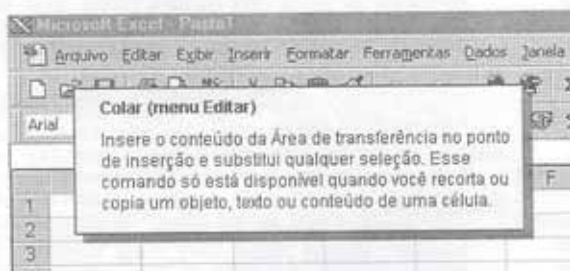 Microsoft Excel - Pasta1
Arquivo Editar Exibir Inserir Formatar Ferramentas Dados Janela
Arial
Colar (menu Editar)
Insere o conteúdo da Área de transferência no ponto
de inserção e substitui qualquer seleção. Esse
comando só está disponível quando você recorta ou
copia um objeto, texto ou conteúdo de uma célula.
F
1
2
3